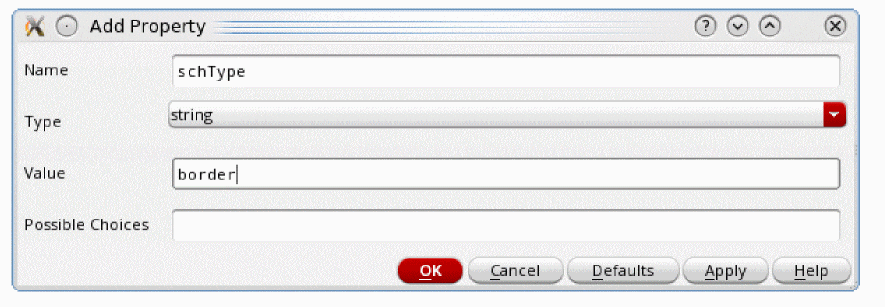 Add Property
Name schType
Type string
Value border
Possible Choices
OK Cancel Defaults Apply Help